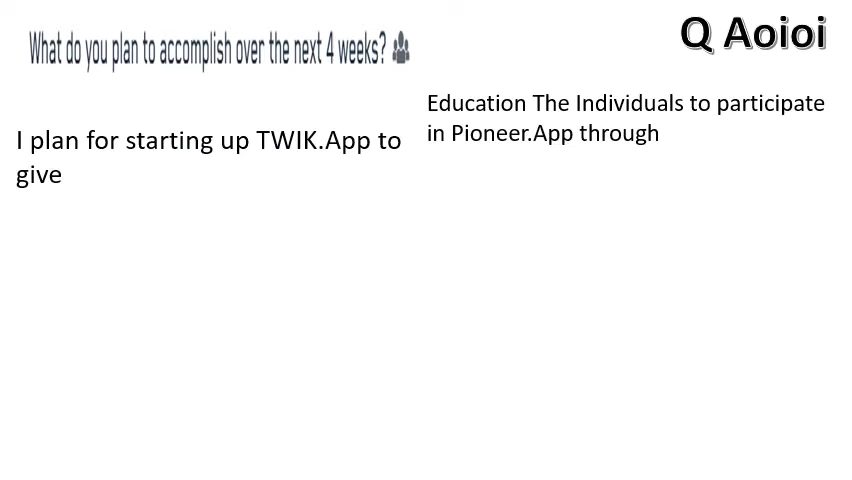 What do you plan to accomplish over the next 4 weeks?
Q Aoioi
I plan for starting up TWIK.App to
give
Education The Individuals to participate
in Pioneer.App through